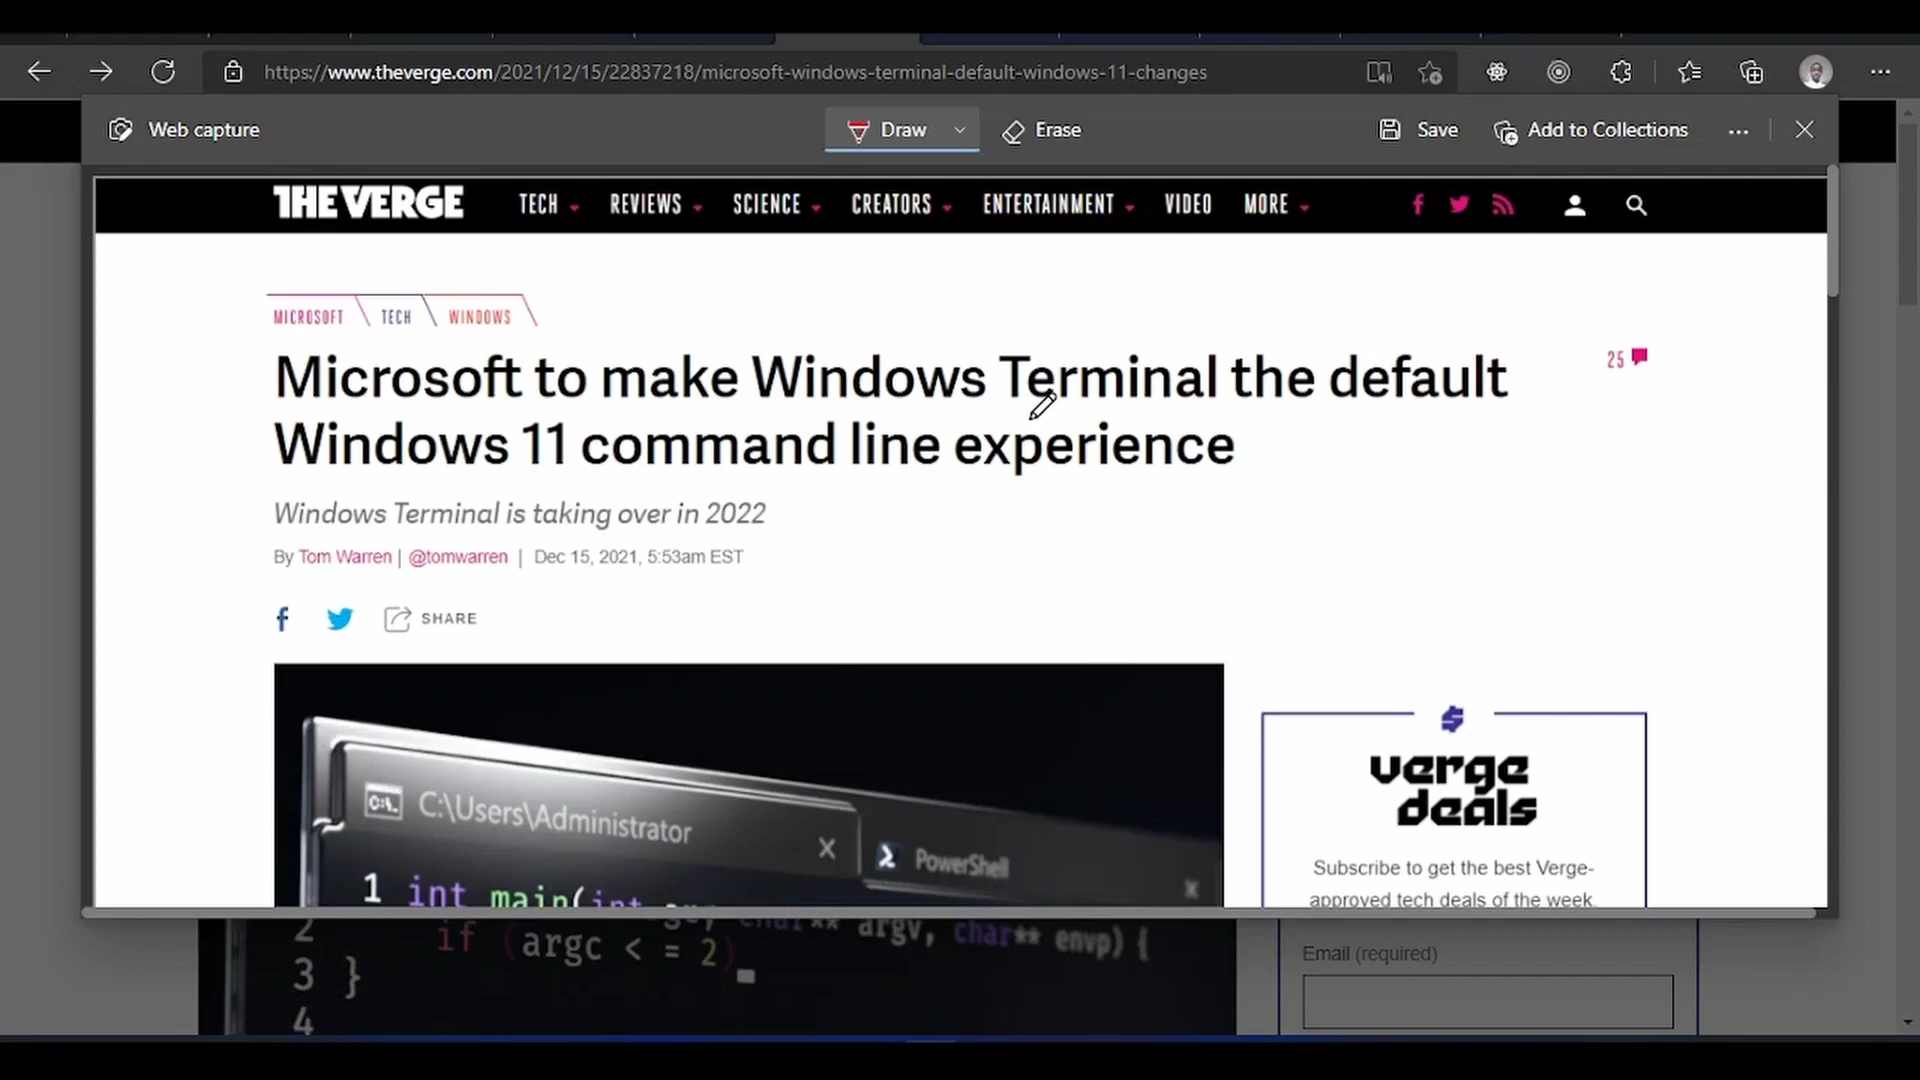 https://www.theverge.com/2021/12/15/22837218/microsoft-windows-terminal-default-windows-11-changes
Web capture
Draw
Erase
Save
Add to Collections
THE VERGE
TECH
REVIEWS
SCIENCE
CREATORS
ENTERTAINMENT
VIDEO
MORE
MICROSOFT
TECH
WINDOWS
Microsoft to make Windows Terminal the default
Windows 11 command line experience
25
Windows Terminal is taking over in 2022
By Tom Warren | @tomwarren | Dec 15, 2021, 5:53am EST
SHARE
C:\Users\Administrator
PowerShell
verge
deals
Subscribe to get the best Verge-
approved tech deals of the week.
1 int main(int
2 if (argc < = 2)
argv, char** envp) {
3 }
4
Email (required)